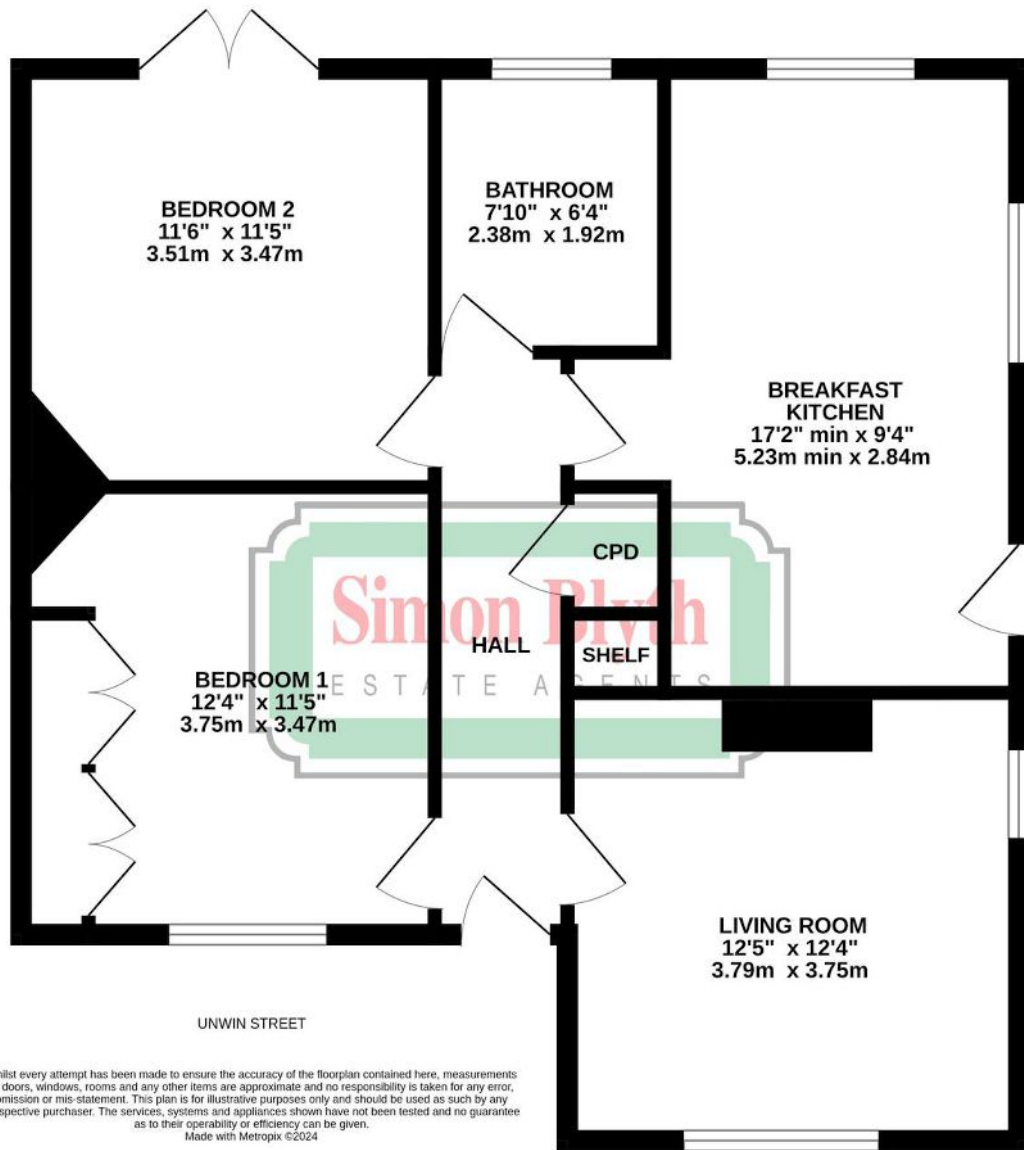 BEDROOM 2
11'6" x 11'5"
3.51m x 3.47m
BATHROOM
7'10" x 6'4"
2.38m x 1.92m
BREAKFAST
KITCHEN
17'2" min x 9'4"
5.23m min x 2.84m
CPD
Simon Blyth
HALL
SHELF
ESTATE AGENTS
BEDROOM 1
12'4" x 11'5"
3.75m x 3.47m
LIVING ROOM
12'5" x 12'4"
3.79m x 3.75m
UNWIN STREET
hilst every attempt has been made to ensure the accuracy of the floorplan contained here, measurements
doors, windows, rooms and any other items are approximate and no responsibility is taken for any error,
omission or mis-statement. This plan is for illustrative purposes only and should be used as such by any
spective purchaser. The services, systems and appliances shown have not been tested and no guarantee
as to their operability or efficiency can be given.
Made with Metropix ©2024